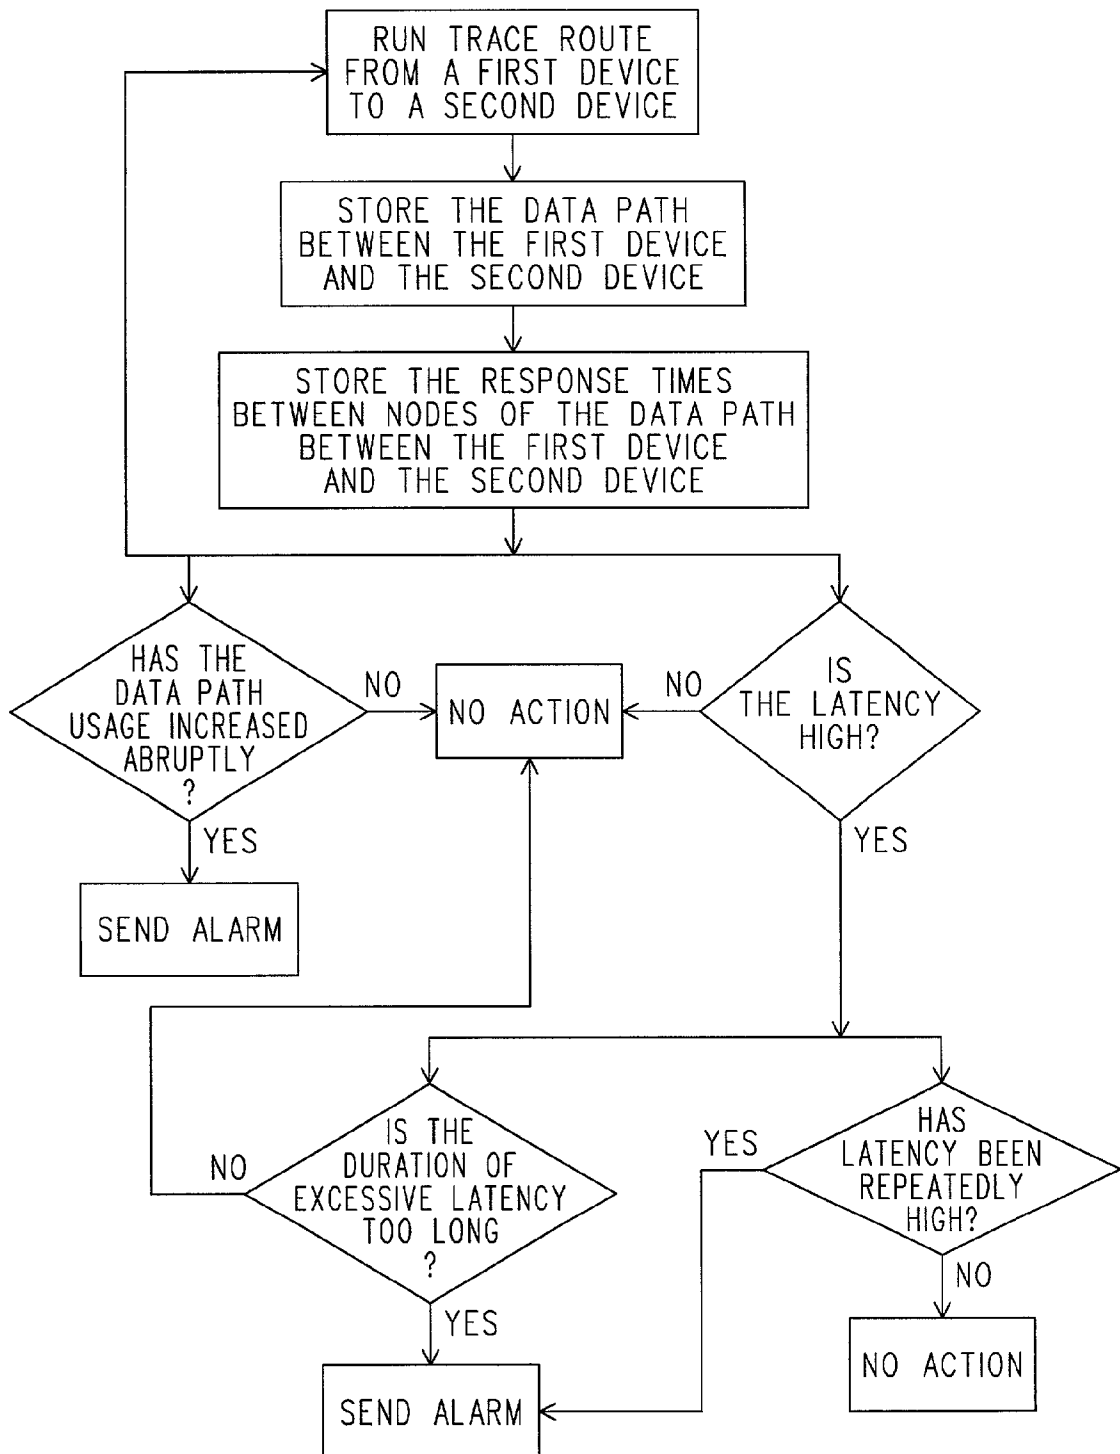 RUN TRACE ROUTE
FROM A FIRST DEVICE
TO A SECOND DEVICE
STORE THE DATA PATH
BETWEEN THE FIRST DEVICE
AND THE SECOND DEVICE
STORE THE RESPONSE TIMES
BETWEEN NODES OF THE DATA PATH
BETWEEN THE FIRST DEVICE
AND THE SECOND DEVICE
HAS THE
DATA PATH
USAGE INCREASED
ABRUPTLY
?
NO
NO ACTION
NO
IS
THE LATENCY
HIGH?
YES
SEND ALARM
YES
NO
IS THE
DURATION OF
EXCESSIVE LATENCY
TOO LONG
?
YES
HAS
LATENCY BEEN
REPEATEDLY
HIGH?
YES
NO
SEND ALARM
NO ACTION